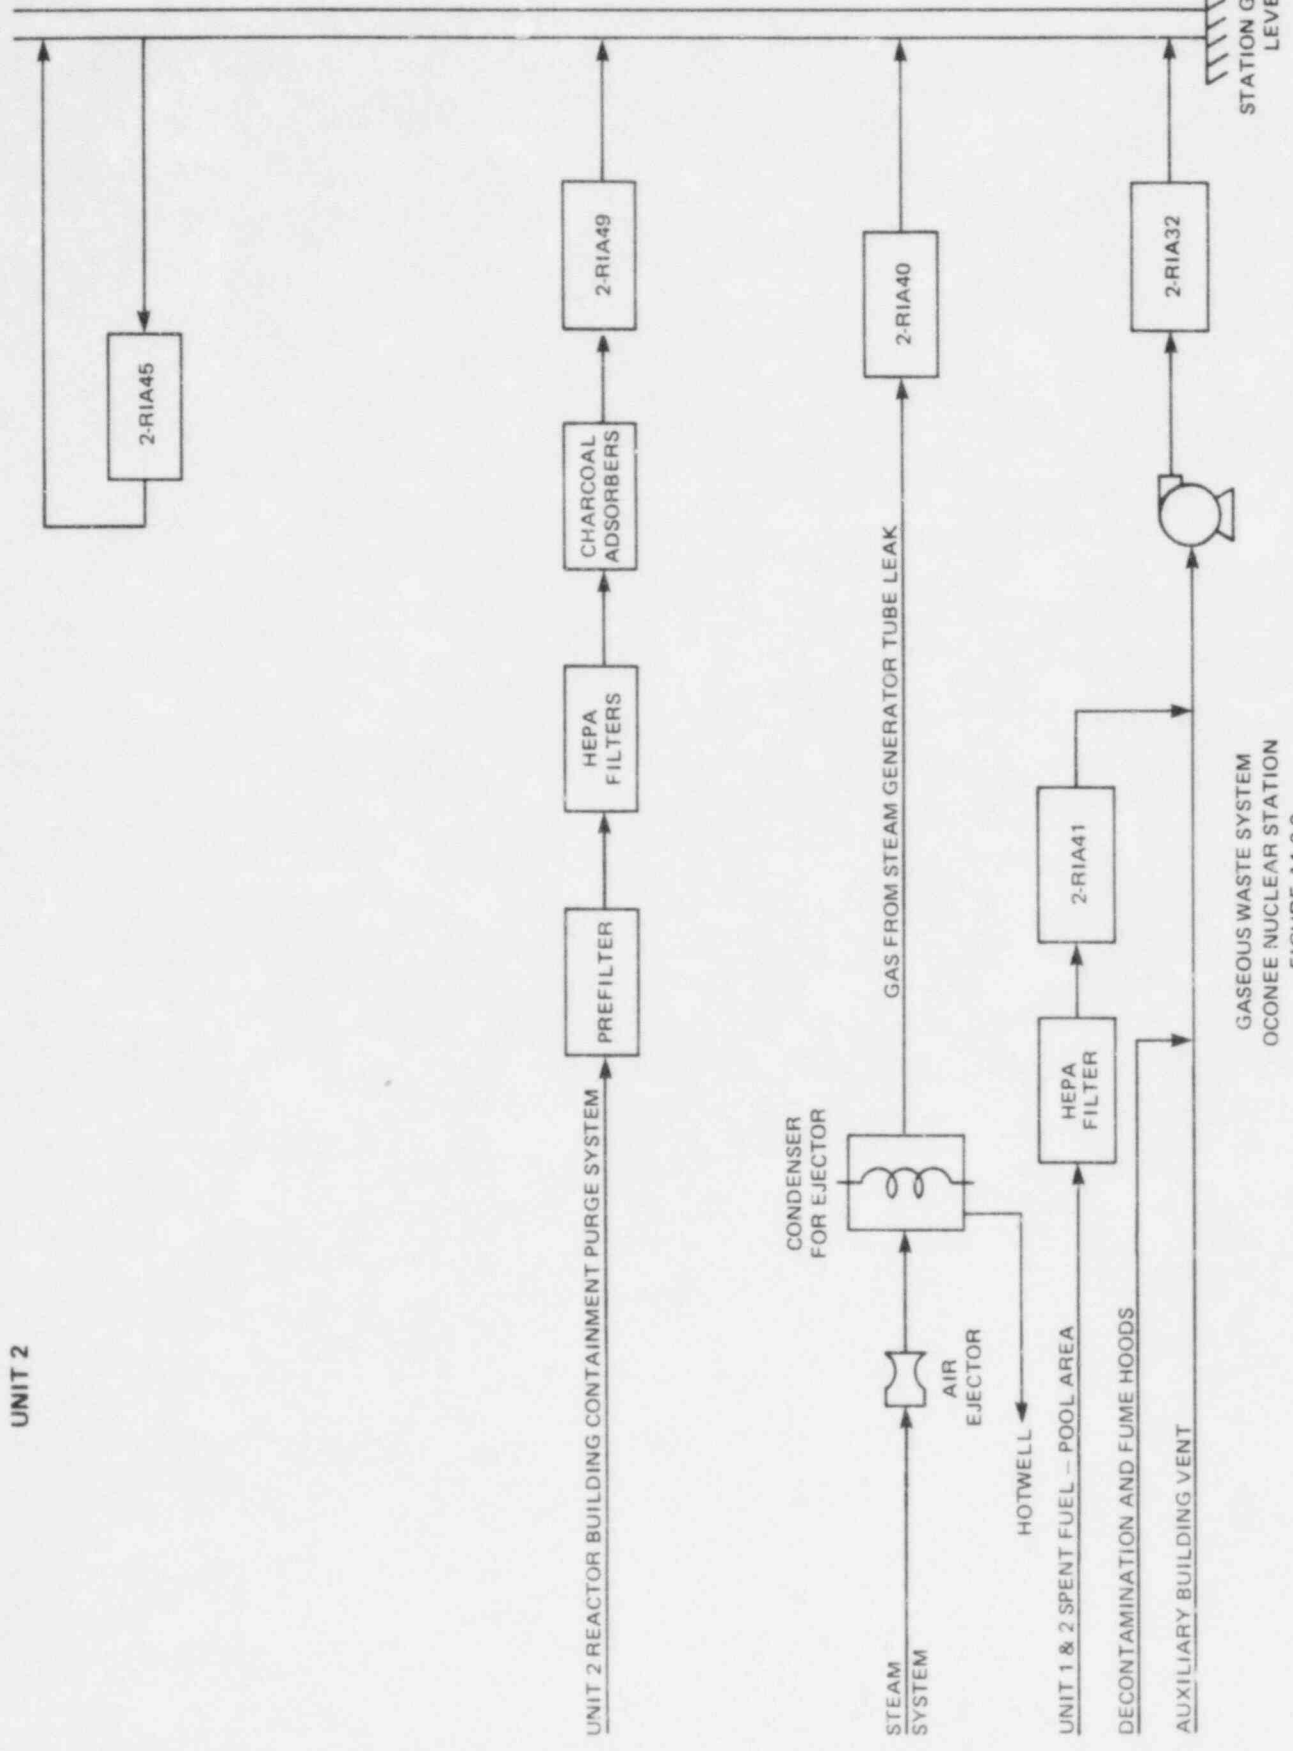 UNIT 2
2-RIA45
UNIT 2 REACTOR BUILDING CONTAINMENT PURGE SYSTEM
PREFILTER
HEPA
FILTERS
CHARCOAL
ADSORBERS
2-RIA49
STEAM
SYSTEM
AIR
EJECTOR
CONDENSER
FOR EJECTOR
HOTWELL
GAS FROM STEAM GENERATOR TUBE LEAK
2-RIA40
UNIT 1 & 2 SPENT FUEL – POOL AREA
HEPA
FILTER
2-RIA41
DECONTAMINATION AND FUME HOODS
AUXILIARY BUILDING VENT
2-RIA32
STATION G
LEVE
GASEOUS WASTE SYSTEM
OCONEE NUCLEAR STATION